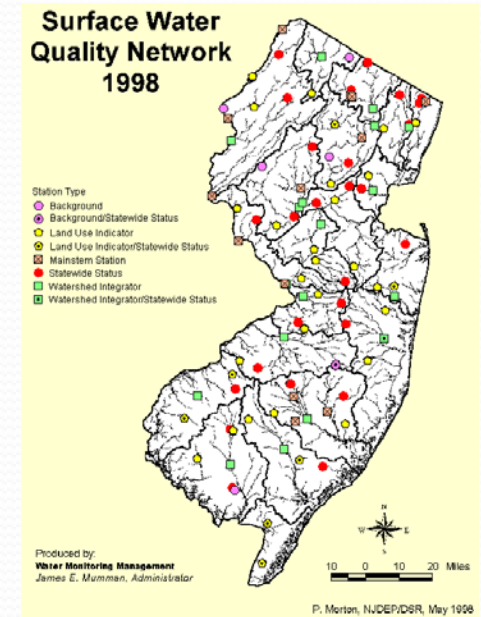 Surface Water
Quality Network
1998
Station Type
Background
Background/Statewide Status
Land Use Indicator
Land Use Indicator/Statewide Status
Mainstem Station
Statewide Status
Watershed Integrator
Watershed Integrator/Statewide Status
N
W
E
S
Produced by:
Water Monitoring Management
James E. Mumman, Administrator
10 0 10 20 Miles
P. Morton, NJDEP/DSR, May 1998